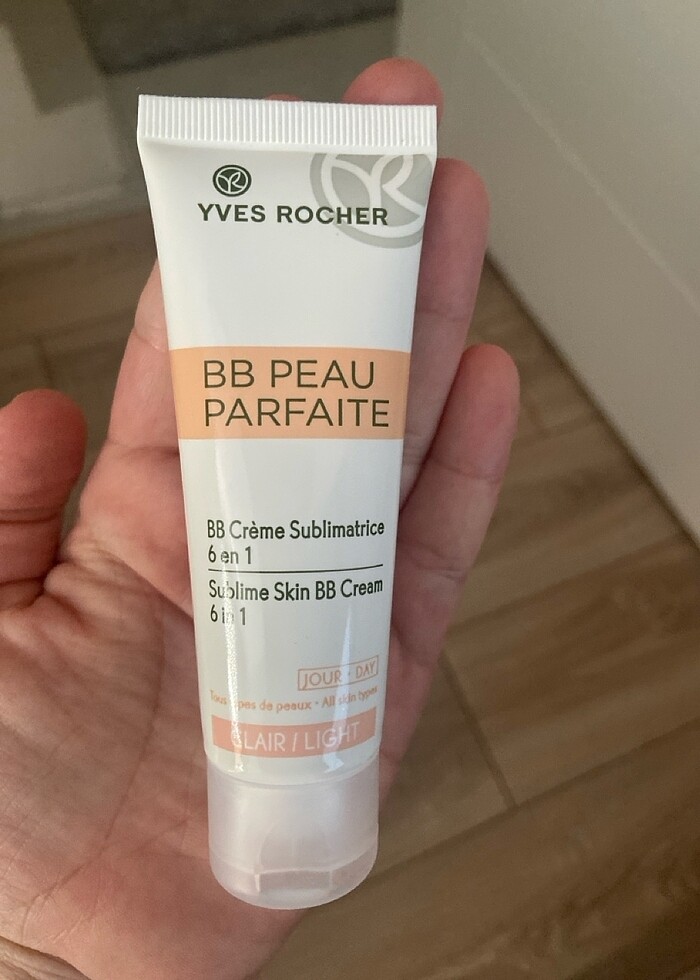 YVES ROCHER
BB PEAU
PARFAITE
BB Crème Sublimatrice
6 en 1
Sublime Skin BB Cream
6 in 1
JOUR • DAY
Tous types de peaux • All skin types
CLAIR / LIGHT